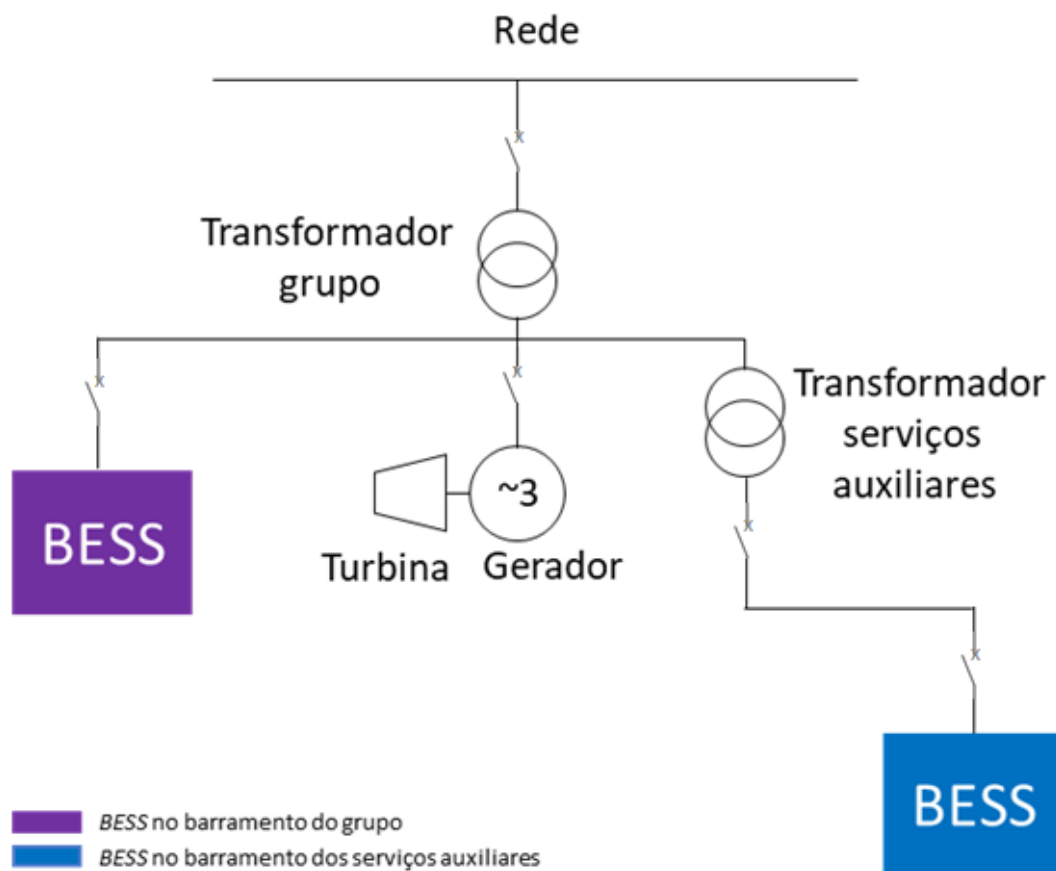 Rede
Transformador
grupo
Transformador
serviços
auxiliares
BESS
~3
Turbina
Gerador
BESS
BESS no barramento do grupo
BESS no barramento dos serviços auxiliares